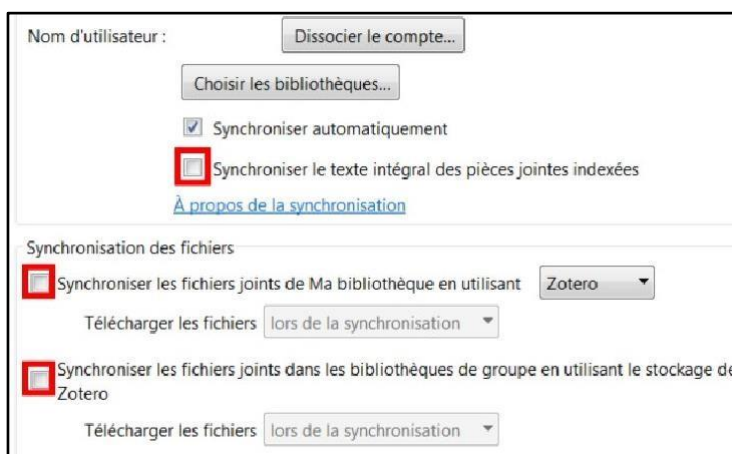 Nom d'utilisateur : Dissocier le compte...
Choisir les bibliothèques...
Synchroniser automatiquement
Synchroniser le texte intégral des pièces jointes indexées
À propos de la synchronisation
Synchronisation des fichiers
Synchroniser les fichiers joints de Ma bibliothèque en utilisant Zotero
Télécharger les fichiers lors de la synchronisation
Synchroniser les fichiers joints dans les bibliothèques de groupe en utilisant le stockage de
Zotero
Télécharger les fichiers lors de la synchronisation